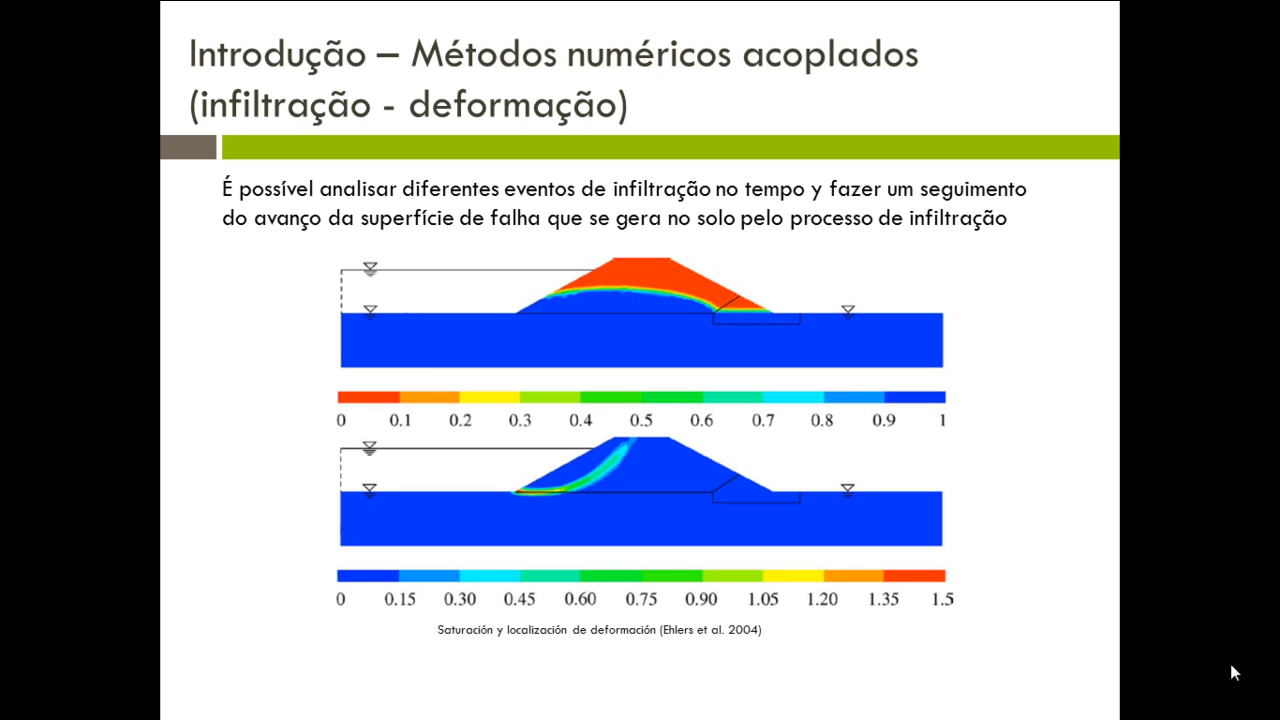 Introdução – Métodos numéricos acoplados
(infiltração - deformação)
É possível analisar diferentes eventos de infiltração no tempo y fazer um seguimento
do avanço da superfície de falha que se gera no solo pelo processo de infiltração
0 0.1 0.2 0.3 0.4 0.5 0.6 0.7 0.8 0.9 1
0 0.15 0.30 0.45 0.60 0.75 0.90 1.05 1.20 1.35 1.5
Saturación y localización de deformación (Ehlers et al. 2004)